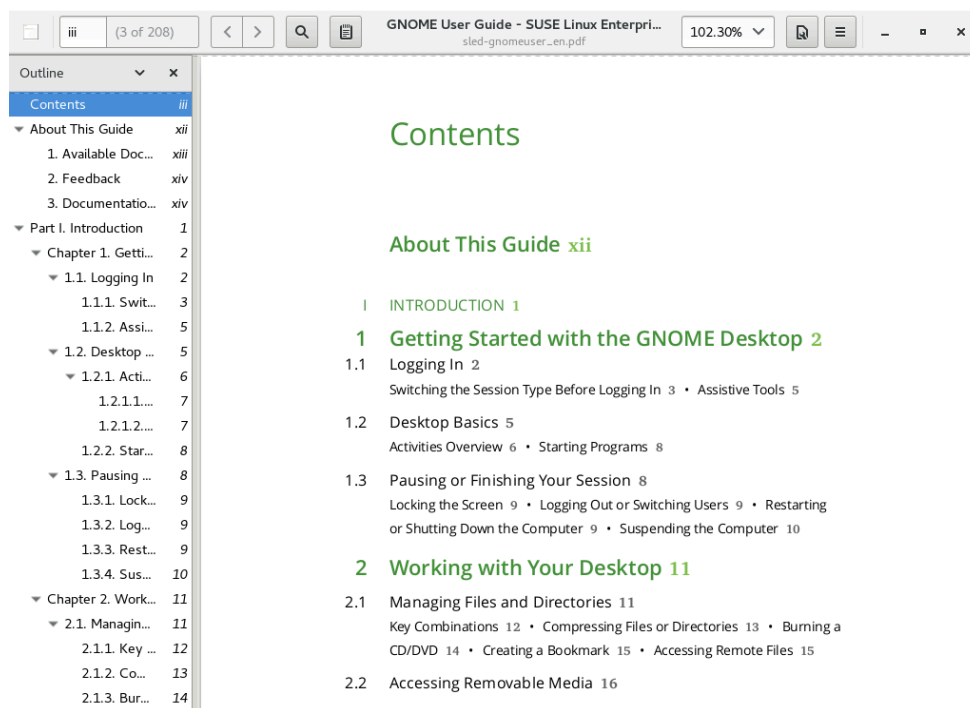 iii (3 of 208) GNOME User Guide - SUSE Linux Enterpri... 102.30%
sled-gnomeuser_en.pdf
Outline
Contents iii
About This Guide xii
1. Available Doc... xiii
2. Feedback xiv
3. Documentatio... xiv
Part I. Introduction 1
Chapter 1. Getti... 2
1.1. Logging In 2
1.1.1. Swit... 3
1.1.2. Assi... 5
1.2. Desktop ... 5
1.2.1. Acti... 6
1.2.1.1.... 7
1.2.1.2.... 7
1.2.2. Star... 8
1.3. Pausing ... 8
1.3.1. Lock... 9
1.3.2. Log... 9
1.3.3. Rest... 9
1.3.4. Sus... 10
Chapter 2. Work... 11
2.1. Managin... 11
2.1.1. Key ... 12
2.1.2. Co... 13
2.1.3. Bur... 14
Contents
About This Guide xii
I INTRODUCTION 1
1 Getting Started with the GNOME Desktop 2
1.1 Logging In 2
Switching the Session Type Before Logging In 3 • Assistive Tools 5
1.2 Desktop Basics 5
Activities Overview 6 • Starting Programs 8
1.3 Pausing or Finishing Your Session 8
Locking the Screen 9 • Logging Out or Switching Users 9 • Restarting
or Shutting Down the Computer 9 • Suspending the Computer 10
2 Working with Your Desktop 11
2.1 Managing Files and Directories 11
Key Combinations 12 • Compressing Files or Directories 13 • Burning a
CD/DVD 14 • Creating a Bookmark 15 • Accessing Remote Files 15
2.2 Accessing Removable Media 16